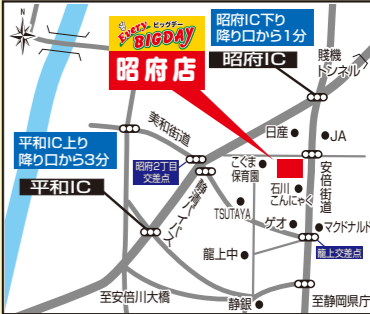 Every ビッグデー
BIGDAY
昭府店
昭府IC下り
降り口から1分
昭府IC
賤機
トンネル
日産
JA
美和街道
安倍街道
昭府2丁目
交差点
こぐま
保育園
平和IC上り
降り口から3分
平和IC
静清バイパス
石川
こんにゃく
TSUTAYA
ゲオ
マクドナルド
籠上中
籠上交差点
至安倍川大橋
静銀
至静岡県庁
N